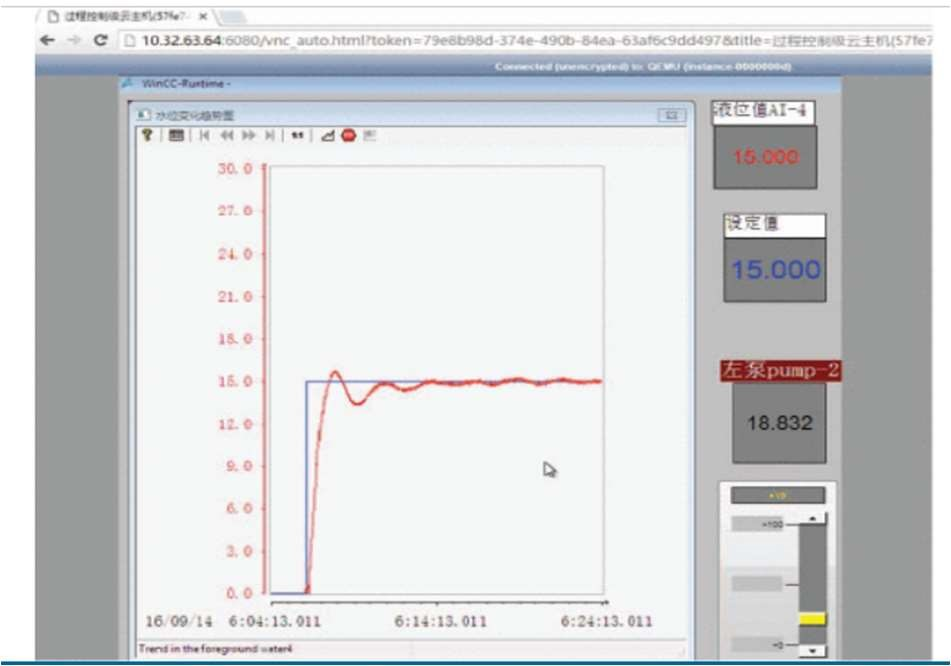 过程控制级云主机(57fe7-
10.32.63.64:6080/vnc_auto.html?token=79e8b98d-374e-490b-84ea-63af6c9dd497&title=过程控制级云主机(57fe7
Connected (unencrypted) to: QEMU (instance-0000000d)
WinCC-Runtime -
水位变化趋势图
液位值AI-4
15.000
设定值
15.000
左泵pump-2
18.832
+19
+100
+0
30.0
27.0
24.0
21.0
18.0
15.0
12.0
9.0
6.0
3.0
0.0
16/09/14 6:04:13.011 6:14:13.011 6:24:13.011
Trend in the foreground water4